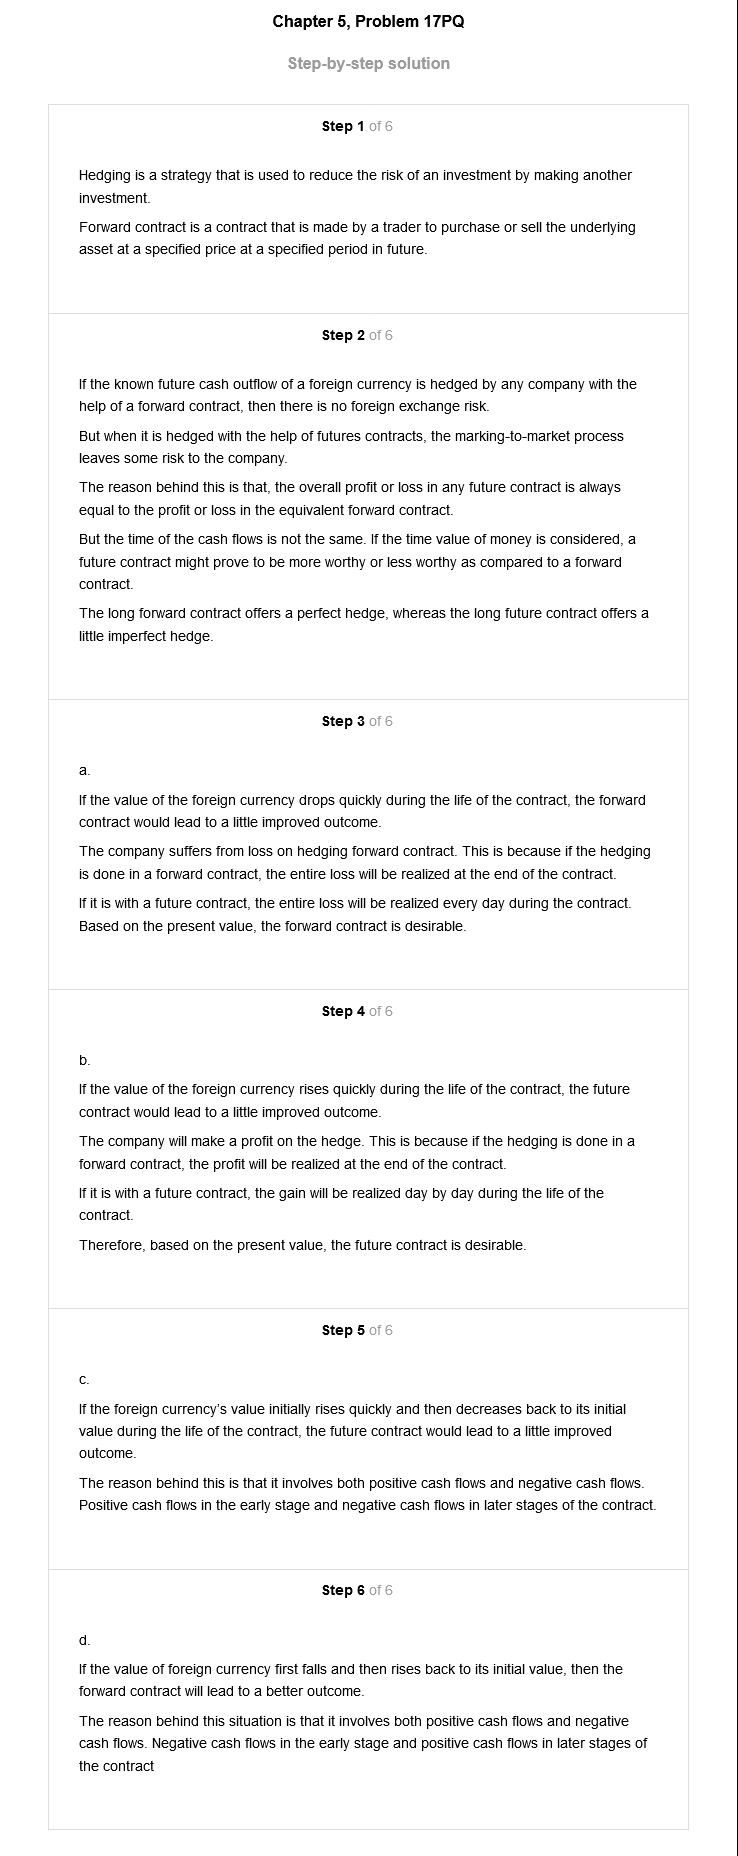 Chapter 5, Problem 17PQ
Step-by-step solution
Step 1 of 6
Hedging is a strategy that is used to reduce the risk of an investment by making another
investment.
Forward contract is a contract that is made by a trader to purchase or sell the underlying
asset at a specified price at a specified period in future.
Step 2 of 6
If the known future cash outflow of a foreign currency is hedged by any company with the
help of a forward contract, then there is no foreign exchange risk.
But when it is hedged with the help of futures contracts, the marking-to-market process
leaves some risk to the company.
The reason behind this is that, the overall profit or loss in any future contract is always
equal to the profit or loss in the equivalent forward contract.
But the time of the cash flows is not the same. If the time value of money is considered, a
future contract might prove to be more worthy or less worthy as compared to a forward
contract.
The long forward contract offers a perfect hedge, whereas the long future contract offers a
little imperfect hedge.
Step 3 of 6
a.
If the value of the foreign currency drops quickly during the life of the contract, the forward
contract would lead to a little improved outcome.
The company suffers from loss on hedging forward contract. This is because if the hedging
is done in a forward contract, the entire loss will be realized at the end of the contract.
If it is with a future contract, the entire loss will be realized every day during the contract.
Based on the present value, the forward contract is desirable.
Step 4 of 6
b.
If the value of the foreign currency rises quickly during the life of the contract, the future
contract would lead to a little improved outcome.
The company will make a profit on the hedge. This is because if the hedging is done in a
forward contract, the profit will be realized at the end of the contract.
If it is with a future contract, the gain will be realized day by day during the life of the
contract.
Therefore, based on the present value, the future contract is desirable.
Step 5 of 6
c.
If the foreign currency's value initially rises quickly and then decreases back to its initial
value during the life of the contract, the future contract would lead to a little improved
outcome.
The reason behind this is that it involves both positive cash flows and negative cash flows.
Positive cash flows in the early stage and negative cash flows in later stages of the contract.
Step 6 of 6
d.
If the value of foreign currency first falls and then rises back to its initial value, then the
forward contract will lead to a better outcome.
The reason behind this situation is that it involves both positive cash flows and negative
cash flows. Negative cash flows in the early stage and positive cash flows in later stages of
the contract